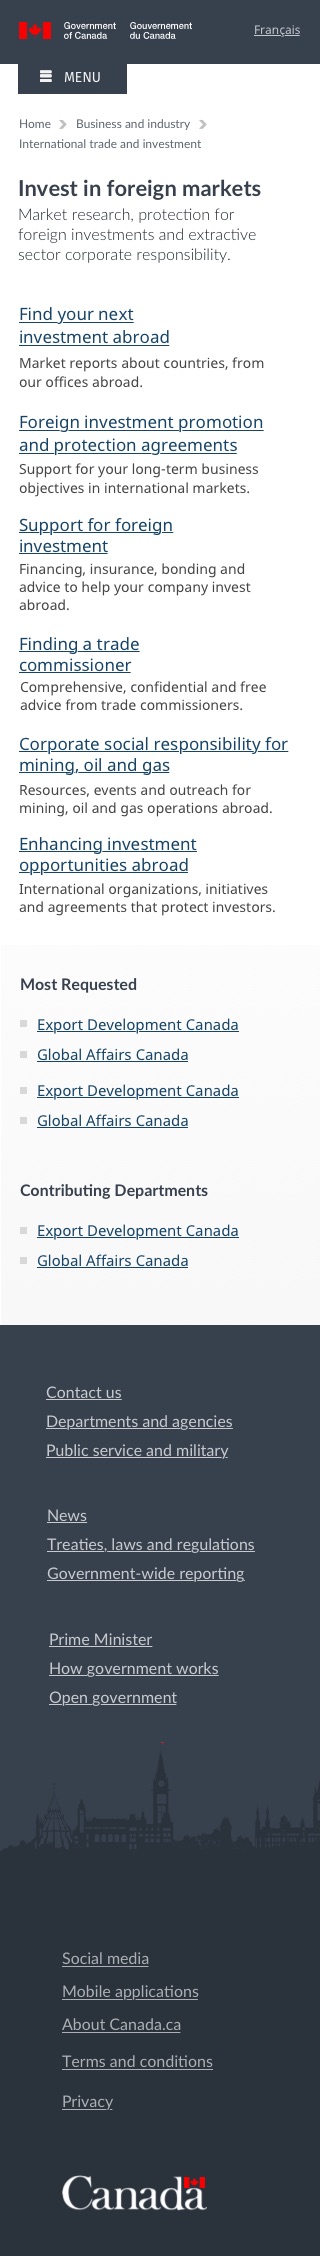 Government of Canada
Gouvernement du Canada
Français
MENU
Home
Business and industry
International trade and investment
Invest in foreign markets
Market research, protection for
foreign investments and extractive
sector corporate responsibility.
Find your next
investment abroad
Market reports about countries, from
our offices abroad.
Foreign investment promotion
and protection agreements
Support for your long-term business
objectives in international markets.
Support for foreign
investment
Financing, insurance, bonding and
advice to help your company invest
abroad.
Finding a trade
commissioner
Comprehensive, confidential and free
advice from trade commissioners.
Corporate social responsibility for
mining, oil and gas
Resources, events and outreach for
mining, oil and gas operations abroad.
Enhancing investment
opportunities abroad
International organizations, initiatives
and agreements that protect investors.
Most Requested
Export Development Canada
Global Affairs Canada
Export Development Canada
Global Affairs Canada
Contributing Departments
Export Development Canada
Global Affairs Canada
Contact us
Departments and agencies
Public service and military
News
Treaties, laws and regulations
Government-wide reporting
Prime Minister
How government works
Open government
Social media
Mobile applications
About Canada.ca
Terms and conditions
Privacy
Canada